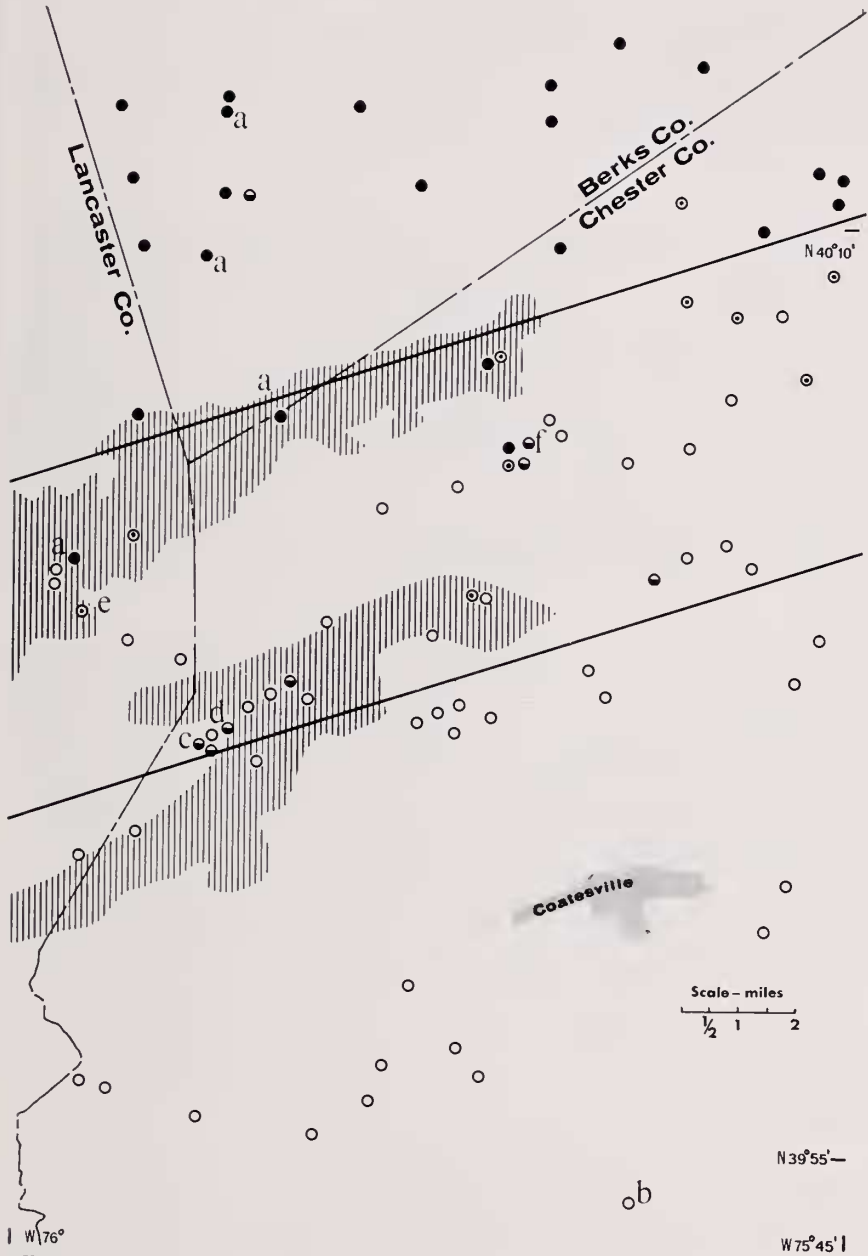 a
Berks Co.
Chester Co.
Lancaster Co.
a
N 40°10'
a
f
a
e
d
c
Coatesville
Scale – miles
½ 1 2
N 39°55'
b
W 76°
W 75°45'